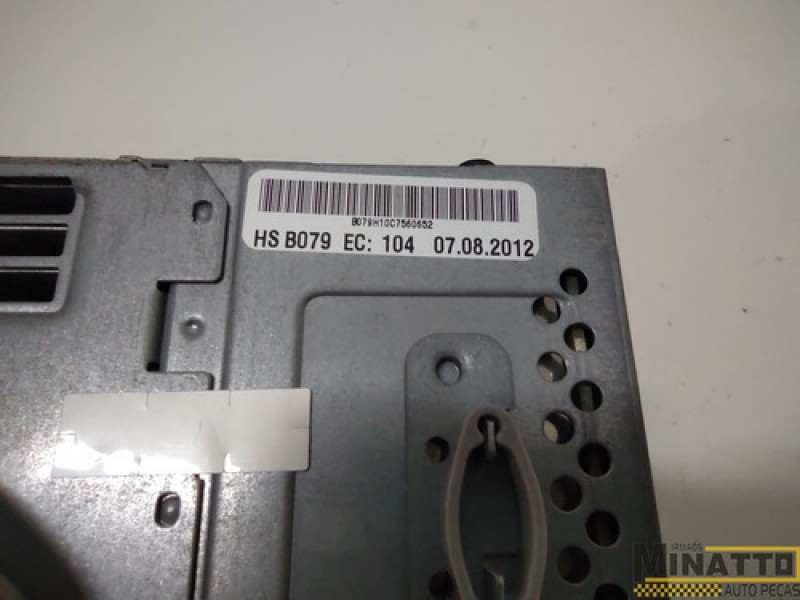 B079H10C7560652
HS B079 EC: 104 07.08.2012
IRMÃOS
MINATTO
AUTO PEÇAS